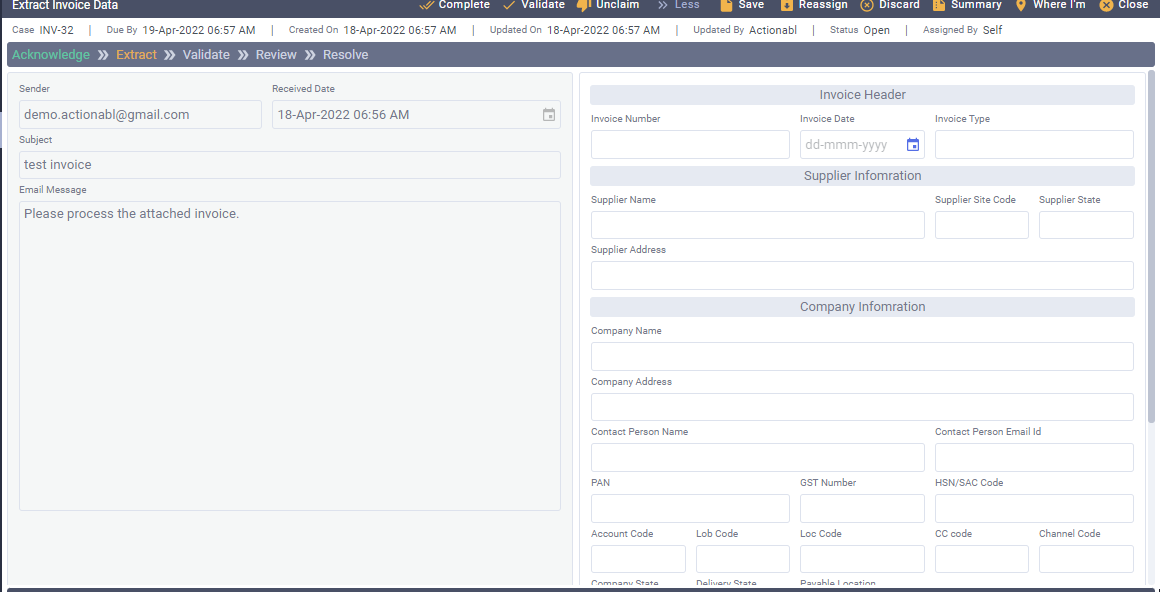 Extract Invoice Data Complete Validate Unclaim Less Save Reassign Discard Summary Where I'm Close
Case INV-32 | Due By 19-Apr-2022 06:57 AM | Created On 18-Apr-2022 06:57 AM | Updated On 18-Apr-2022 06:57 AM | Updated By Actionabl | Status Open | Assigned By Self
Acknowledge Extract Validate Review Resolve
Sender Received Date
demo.actionabl@gmail.com 18-Apr-2022 06:56 AM
Subject
test invoice
Email Message
Please process the attached invoice.
Invoice Header
Invoice Number Invoice Date Invoice Type
dd-mmm-yyyy
Supplier Infomration
Supplier Name Supplier Site Code Supplier State
Supplier Address
Company Infomration
Company Name
Company Address
Contact Person Name Contact Person Email Id
PAN GST Number HSN/SAC Code
Account Code Lob Code Loc Code CC code Channel Code
Company State Delivery State Payable Location